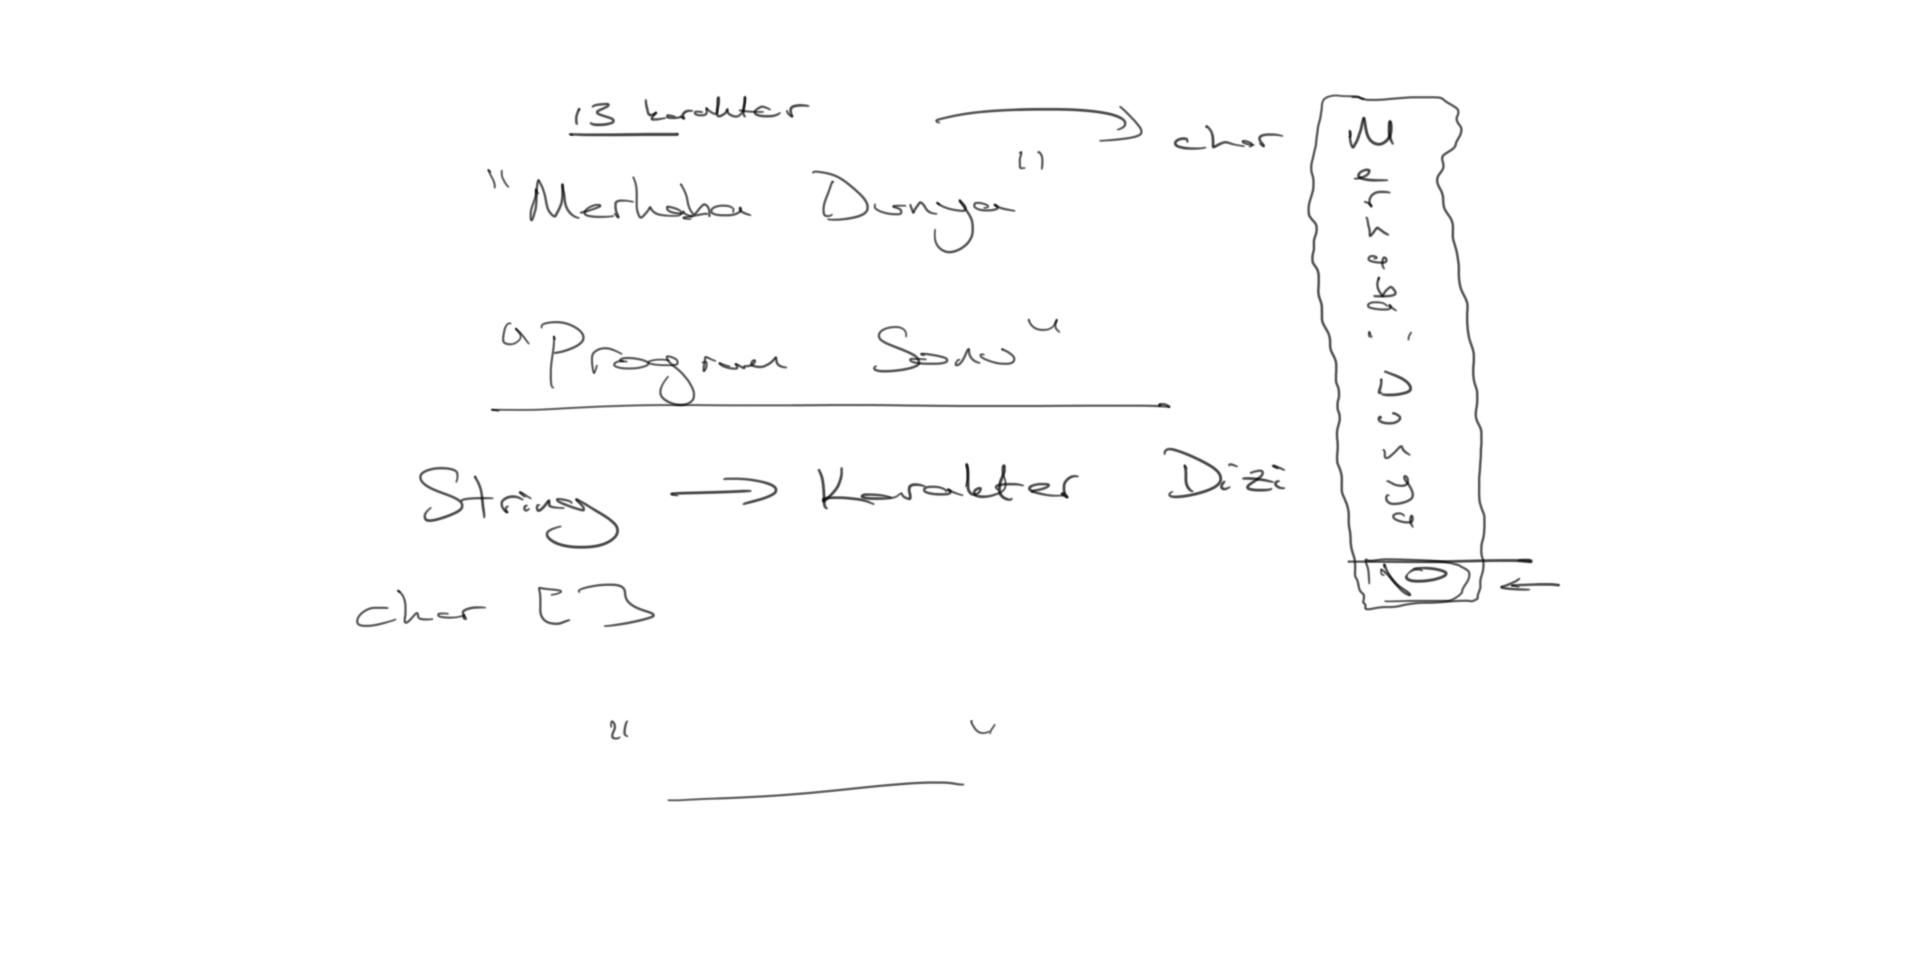 13 karakter
"Merhaba Dunya"
char
"Program Sonu"
String → Karakter Dizi
char []
" "
M
e
r
h
a
b
a
' '
D
u
n
y
a
\0
←